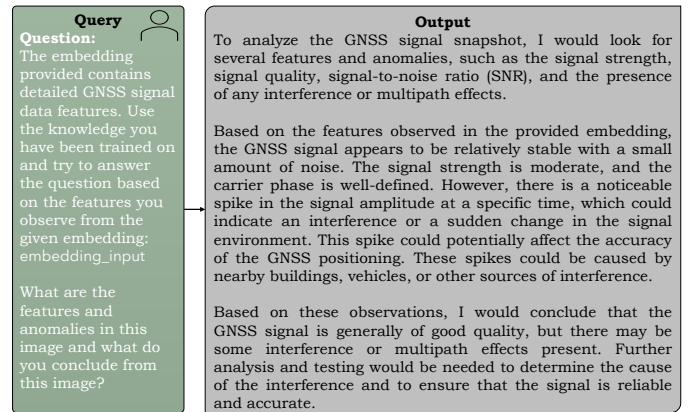 Query
Question:
The embedding
provided contains
detailed GNSS signal
data features. Use
the knowledge you
have been trained on
and try to answer
the question based
on the features you
observe from the
given embedding:
embedding_input
What are the
features and
anomalies in this
image and what do
you conclude from
this image?
Output
To analyze the GNSS signal snapshot, I would look for
several features and anomalies, such as the signal strength,
signal quality, signal-to-noise ratio (SNR), and the presence
of any interference or multipath effects.
Based on the features observed in the provided embedding,
the GNSS signal appears to be relatively stable with a small
amount of noise. The signal strength is moderate, and the
carrier phase is well-defined. However, there is a noticeable
spike in the signal amplitude at a specific time, which could
indicate an interference or a sudden change in the signal
environment. This spike could potentially affect the accuracy
of the GNSS positioning. These spikes could be caused by
nearby buildings, vehicles, or other sources of interference.
Based on these observations, I would conclude that the
GNSS signal is generally of good quality, but there may be
some interference or multipath effects present. Further
analysis and testing would be needed to determine the cause
of the interference and to ensure that the signal is reliable
and accurate.